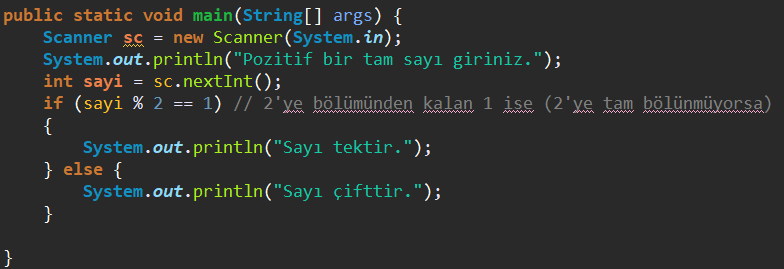 public static void main(String[] args) {
    Scanner sc = new Scanner(System.in);
    System.out.println("Pozitif bir tam sayı giriniz.");
    int sayi = sc.nextInt();
    if (sayi % 2 == 1) // 2'ye bölümünden kalan 1 ise (2'ye tam bölünmüyorsa)
    {
        System.out.println("Sayı tektir.");
    } else {
        System.out.println("Sayı çifttir.");
    }
}